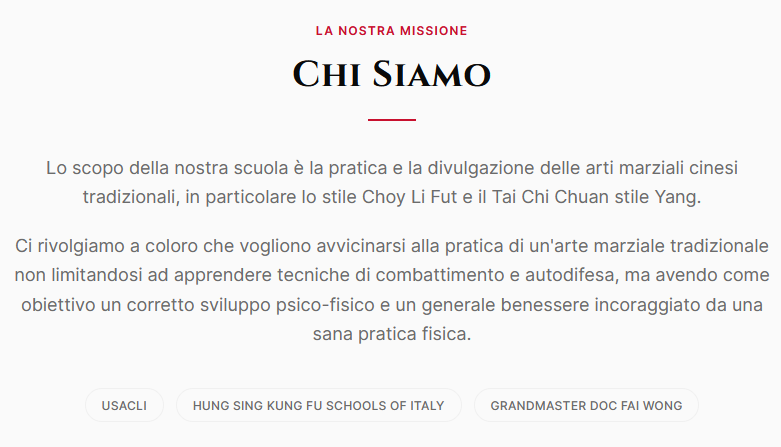 LA NOSTRA MISSIONE
Chi Siamo
Lo scopo della nostra scuola è la pratica e la divulgazione delle arti marziali cinesi
tradizionali, in particolare lo stile Choy Li Fut e il Tai Chi Chuan stile Yang.
Ci rivolgiamo a coloro che vogliono avvicinarsi alla pratica di un'arte marziale tradizionale
non limitandosi ad apprendere tecniche di combattimento e autodifesa, ma avendo come
obiettivo un corretto sviluppo psico-fisico e un generale benessere incoraggiato da una
sana pratica fisica.
USACLI
HUNG SING KUNG FU SCHOOLS OF ITALY
GRANDMASTER DOC FAI WONG